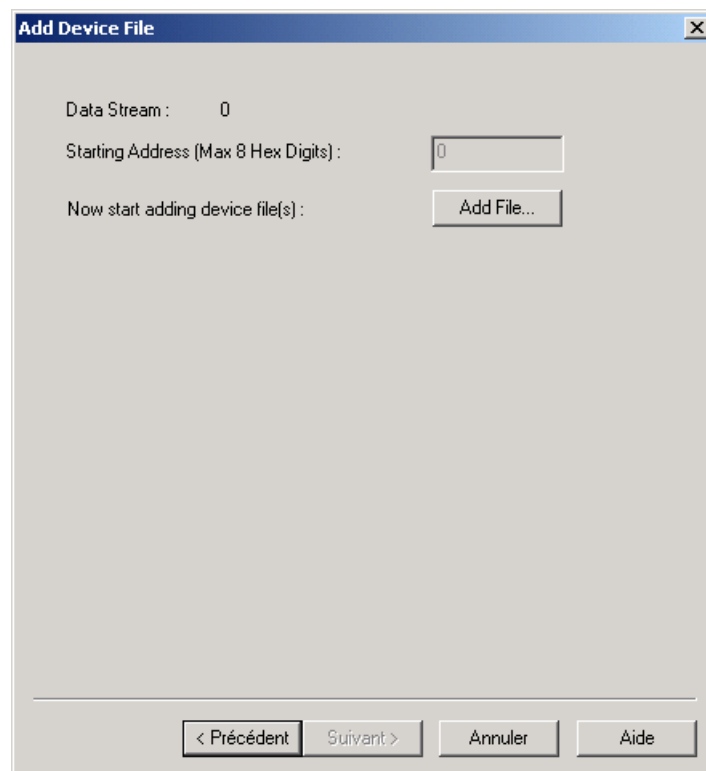 Add Device File
Data Stream : 0
Starting Address (Max 8 Hex Digits) : 0
Now start adding device file(s) : Add File...
< Précédent Suivant > Annuler Aide